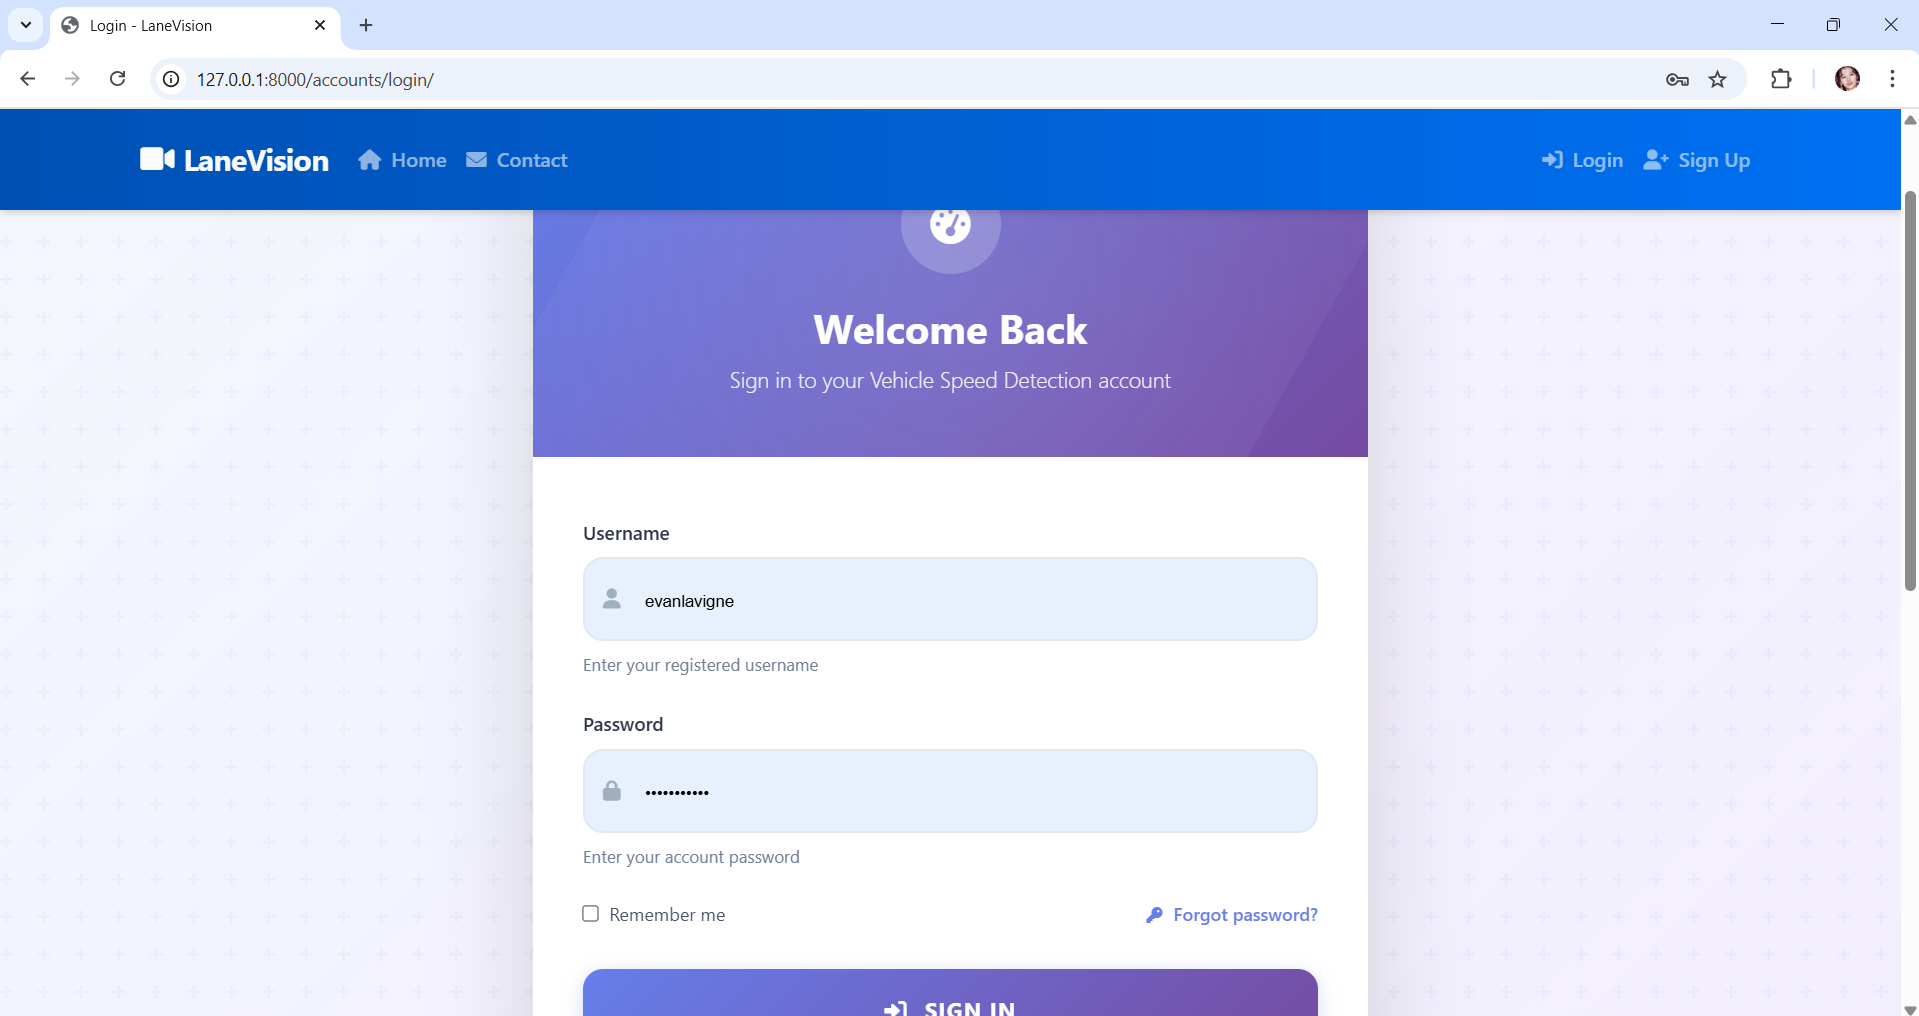 Login - LaneVision
127.0.0.1:8000/accounts/login/
LaneVision Home Contact Login Sign Up
Welcome Back
Sign in to your Vehicle Speed Detection account
Username
evanlavigne
Enter your registered username
Password
•••••••••••
Enter your account password
Remember me Forgot password?
SIGN IN